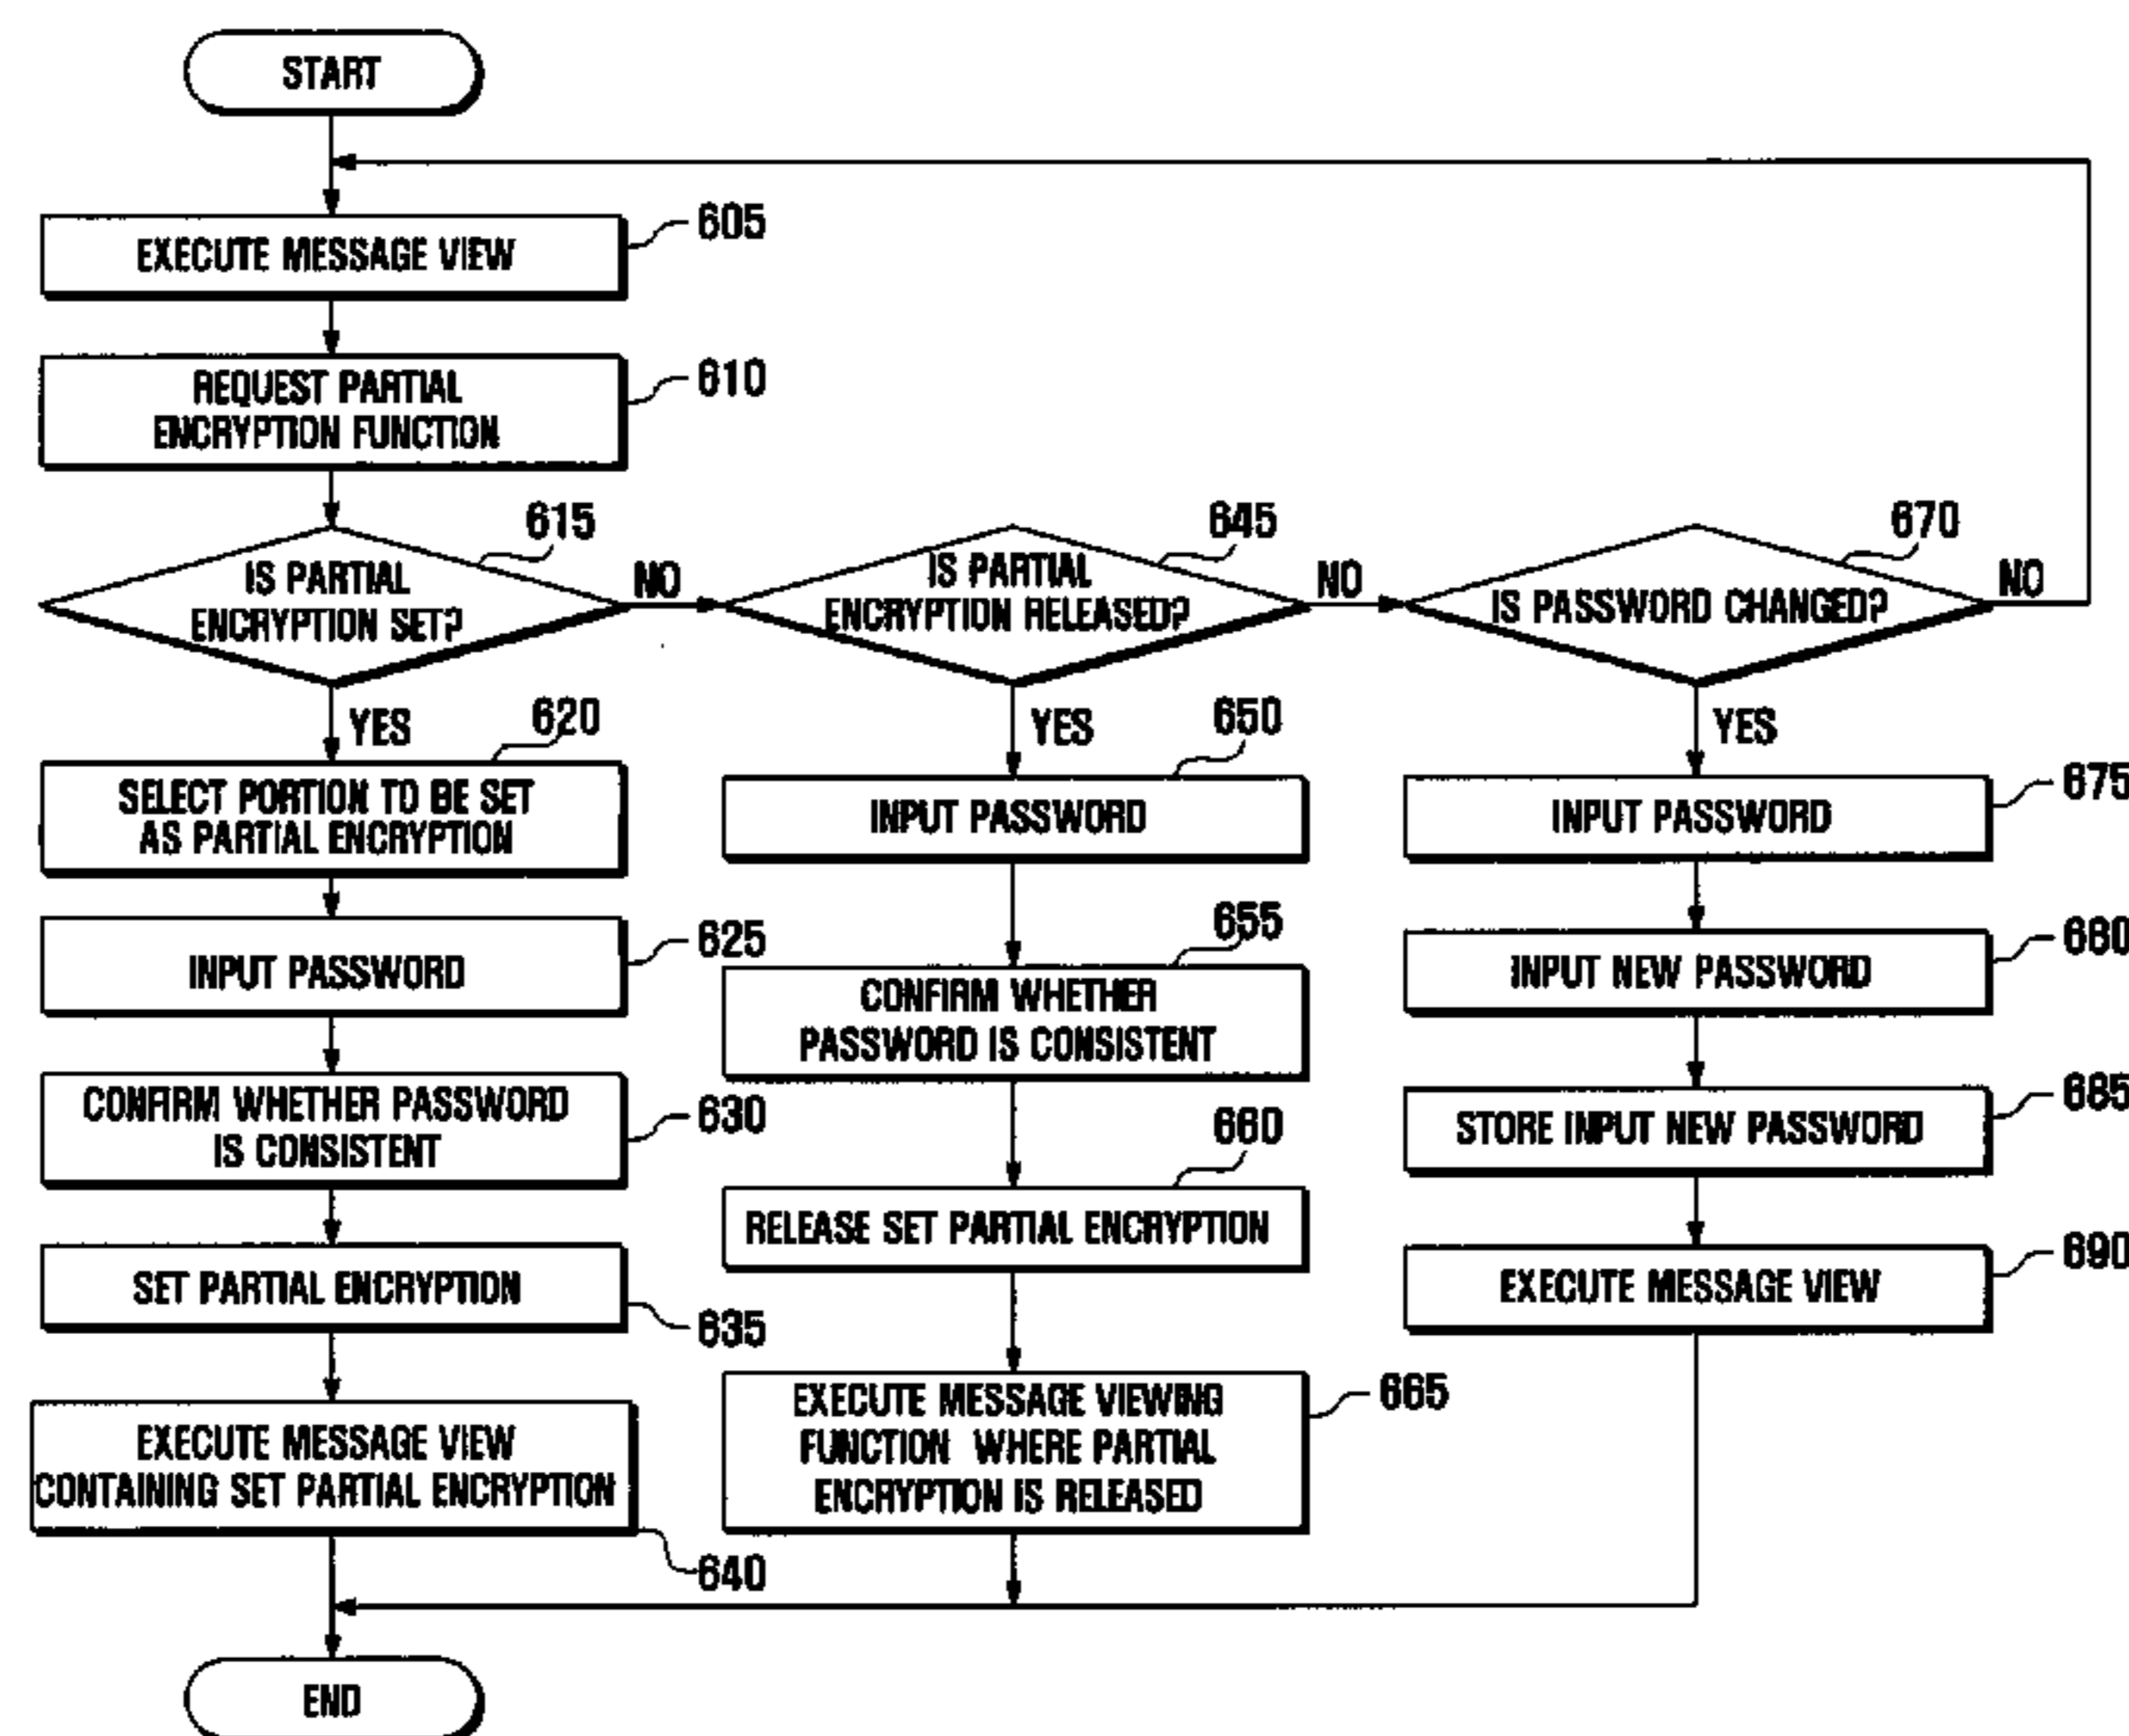 START
EXECUTE MESSAGE VIEW
605
REQUEST PARTIAL
ENCRYPTION FUNCTION
610
IS PARTIAL
ENCRYPTION SET?
615
NO
IS PARTIAL
ENCRYPTION RELEASED?
645
NO
IS PASSWORD CHANGED?
670
NO
YES
SELECT PORTION TO BE SET
AS PARTIAL ENCRYPTION
620
INPUT PASSWORD
625
CONFIRM WHETHER PASSWORD
IS CONSISTENT
630
SET PARTIAL ENCRYPTION
635
EXECUTE MESSAGE VIEW
CONTAINING SET PARTIAL ENCRYPTION
640
YES
INPUT PASSWORD
650
CONFIRM WHETHER
PASSWORD IS CONSISTENT
655
RELEASE SET PARTIAL ENCRYPTION
660
EXECUTE MESSAGE VIEWING
FUNCTION WHERE PARTIAL
ENCRYPTION IS RELEASED
665
YES
INPUT PASSWORD
675
INPUT NEW PASSWORD
680
STORE INPUT NEW PASSWORD
685
EXECUTE MESSAGE VIEW
690
END